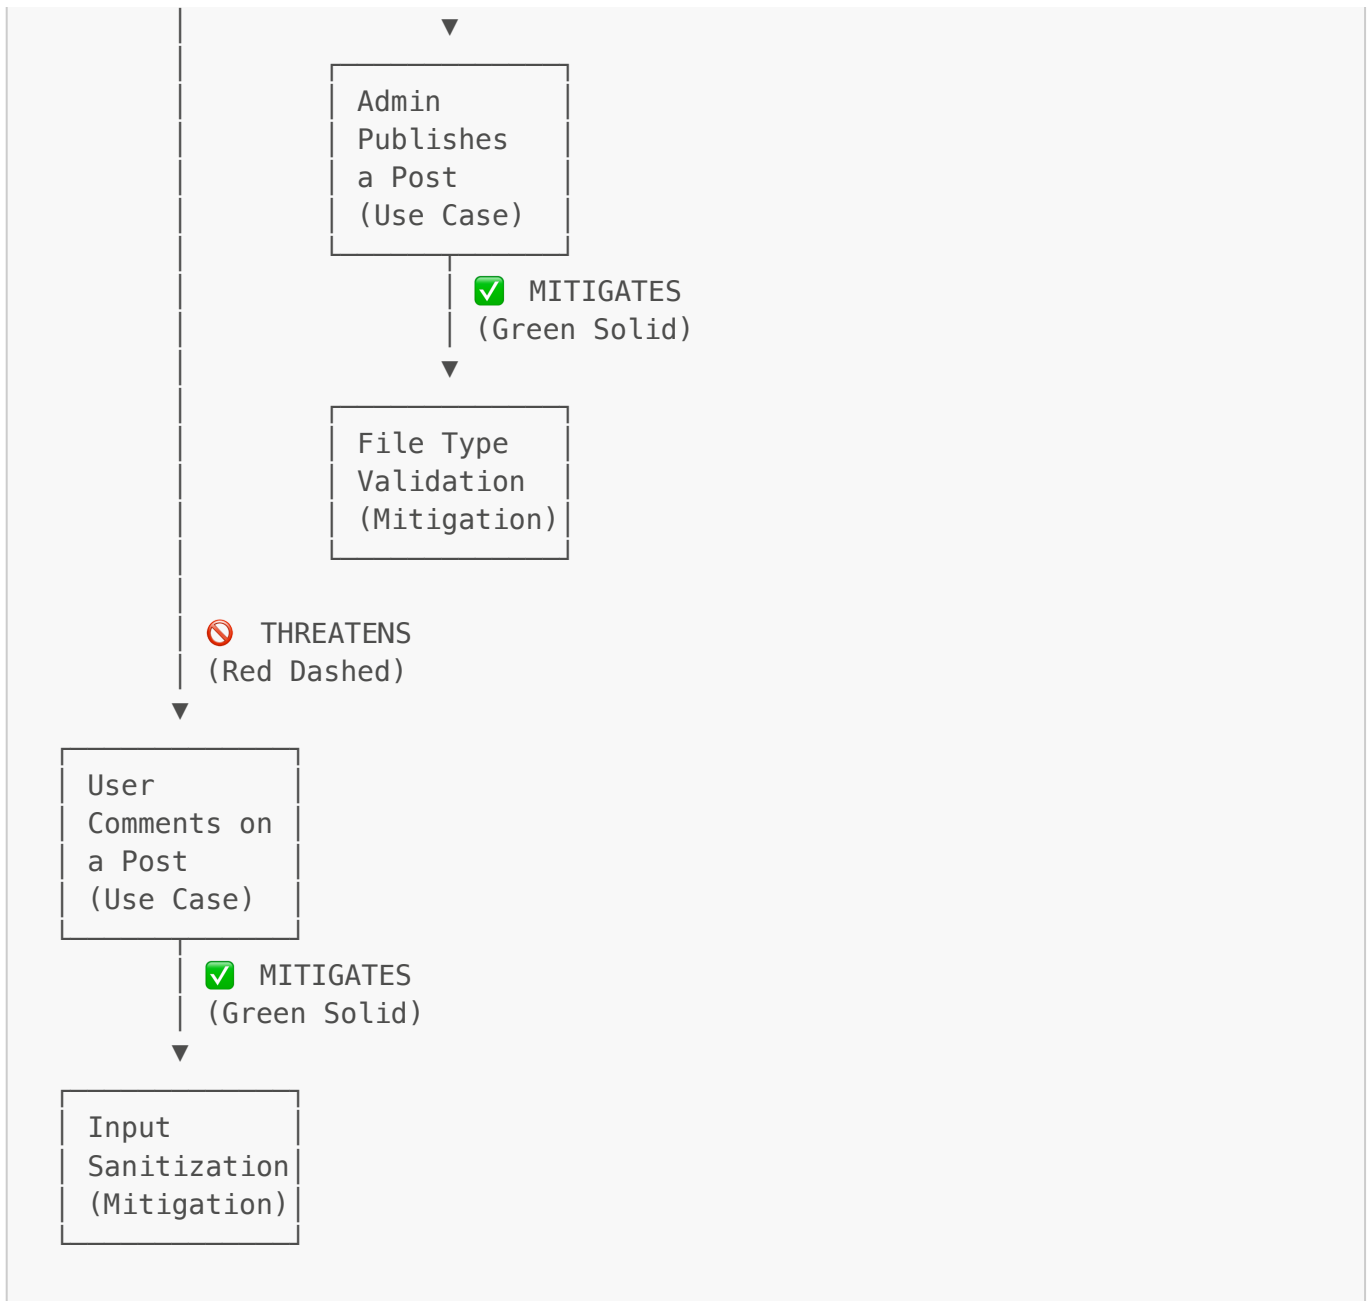 Admin
Publishes
a Post
(Use Case)
✅ MITIGATES
(Green Solid)
File Type
Validation
(Mitigation)
🚫 THREATENS
(Red Dashed)
User
Comments on
a Post
(Use Case)
✅ MITIGATES
(Green Solid)
Input
Sanitization
(Mitigation)